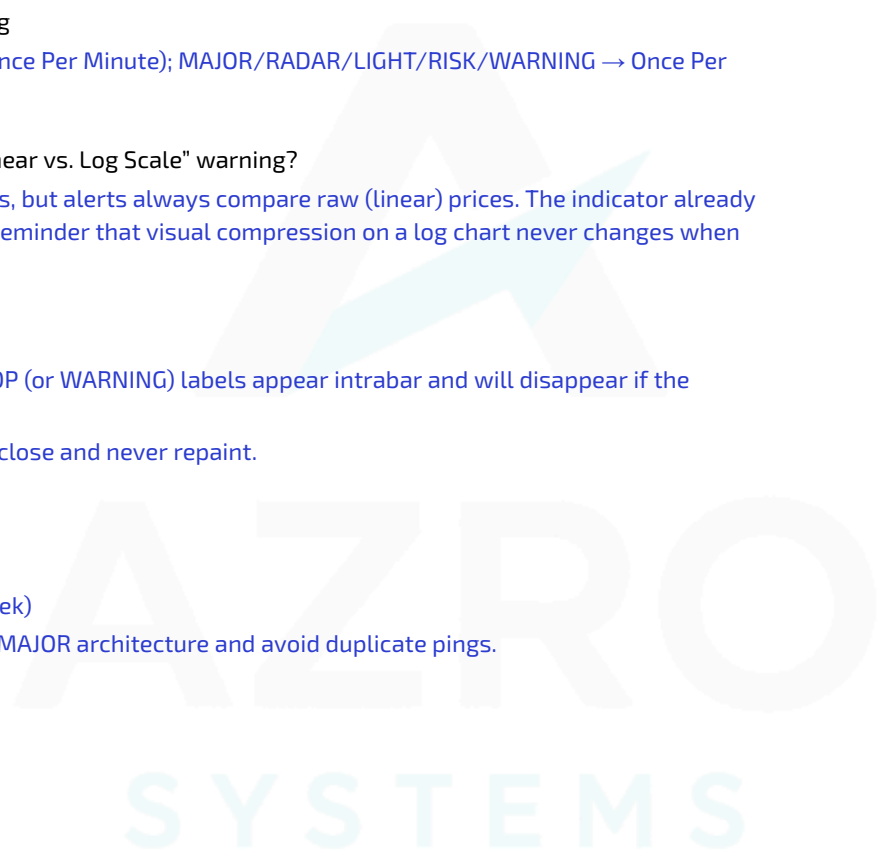 g
nce Per Minute); MAJOR/RADAR/LIGHT/RISK/WARNING → Once Per
near vs. Log Scale” warning?
s, but alerts always compare raw (linear) prices. The indicator already
eminder that visual compression on a log chart never changes when
OP (or WARNING) labels appear intrabar and will disappear if the
close and never repaint.
ek)
MAJOR architecture and avoid duplicate pings.
AZRO
SYSTEMS